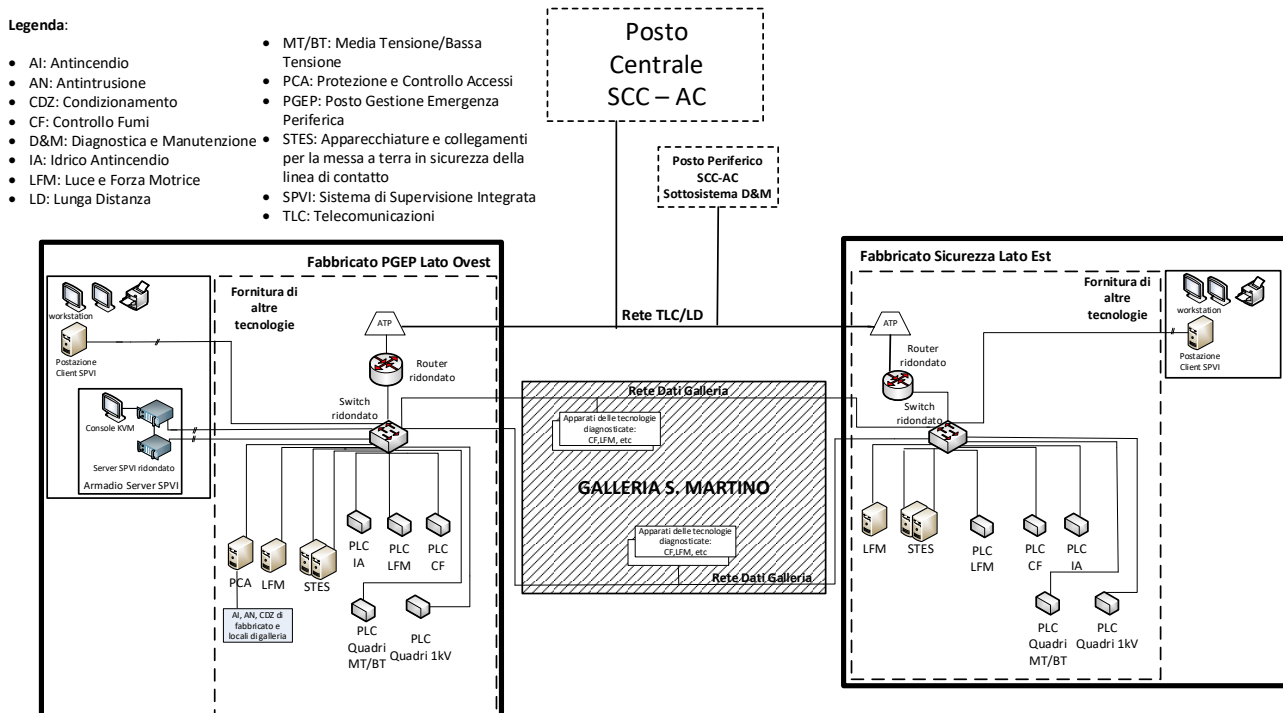 Legenda:
• AI: Antincendio
• AN: Antintrusione
• CDZ: Condizionamento
• CF: Controllo Fumi
• D&M: Diagnostica e Manutenzione
• IA: Idrico Antincendio
• LFM: Luce e Forza Motrice
• LD: Lunga Distanza
• MT/BT: Media Tensione/Bassa
Tensione
• PCA: Protezione e Controllo Accessi
• PGEP: Posto Gestione Emergenza
Periferica
• STES: Apparecchiature e collegamenti
per la messa a terra in sicurezza della
linea di contatto
• SPVI: Sistema di Supervisione Integrata
• TLC: Telecomunicazioni
Posto
Centrale
SCC – AC
Posto Periferico
SCC-AC
Sottosistema D&M
Fabbricato PGEP Lato Ovest
workstation
Postazione
Client SPVI
Console KVM
Server SPVI ridondato
Armadio Server SPVI
Fornitura di
altre
tecnologie
ATP
Router
ridondato
Switch
ridondato
PCA
LFM
STES
PLC
IA
PLC
LFM
PLC
CF
AI, AN, CDZ di
fabbricato e
locali di galleria
PLC
Quadri
MT/BT
PLC
Quadri 1kV
Rete TLC/LD
Rete Dati Galleria
Apparati delle tecnologie
diagnosticate:
CF,LFM, etc
GALLERIA S. MARTINO
Apparati delle tecnologie
diagnosticate:
CF,LFM, etc
Rete Dati Galleria
Fabbricato Sicurezza Lato Est
Fornitura di
altre
tecnologie
ATP
Router
ridondato
Switch
ridondato
workstation
Postazione
Client SPVI
LFM
STES
PLC
LFM
PLC
CF
PLC
IA
PLC
Quadri
MT/BT
PLC
Quadri 1kV